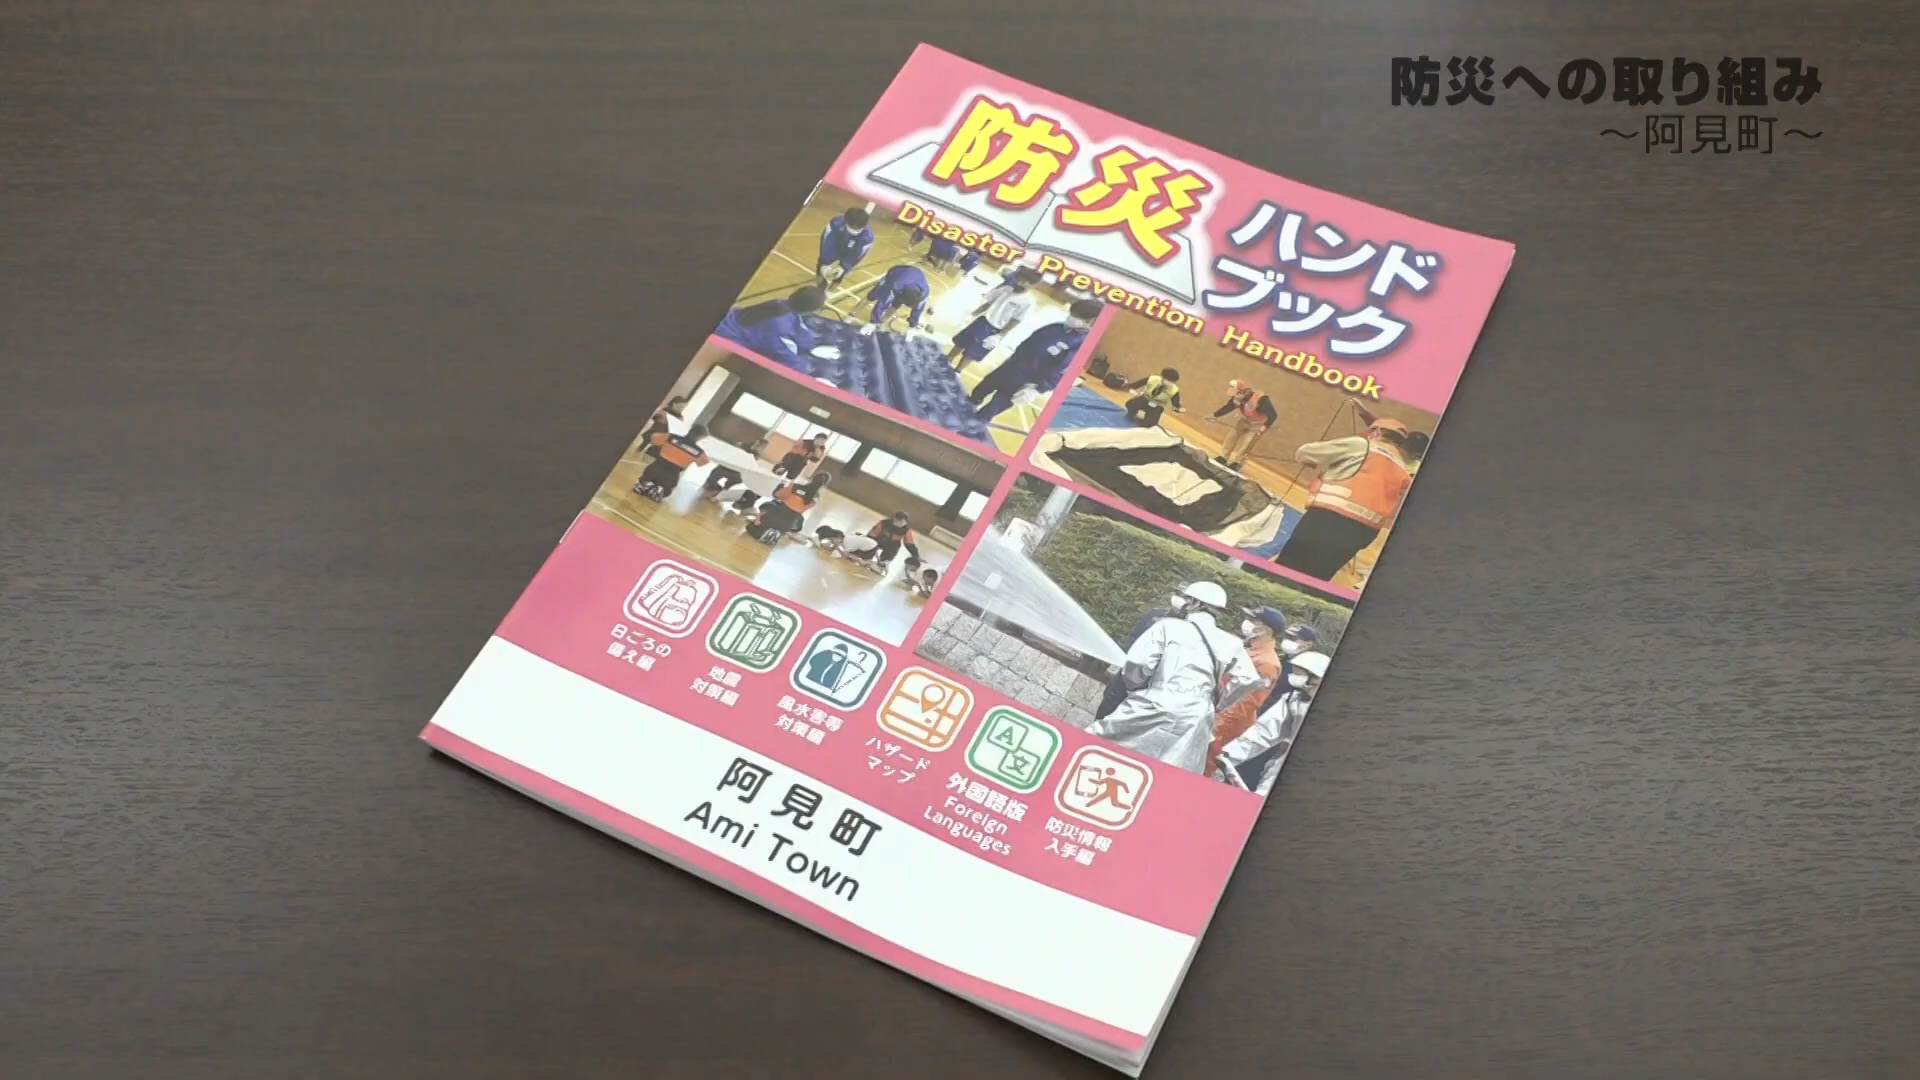 防災への取り組み
～阿見町～
防災
ハンド
ブック
Disaster Prevention Handbook
日ごろの
備え編
地震
対策編
風水害等
対策編
ハザード
マップ
A
文
外国語版
Foreign
Languages
防災情報
入手編
阿見町
Ami Town